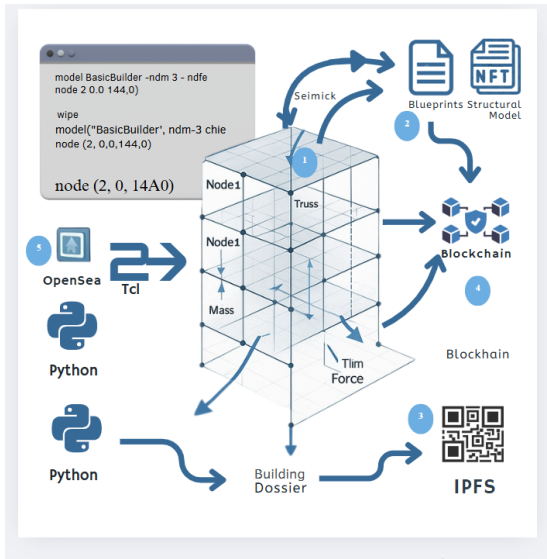 model BasicBuilder -ndm 3 - ndfe
node 2 0.0 144,0)
wipe
model("BasicBuilder', ndm-3 chie
node (2, 0,0,144,0)
node (2, 0, 14A0)
Seimick
Blueprints
NFT
Structural
Model
1
2
Node1
Truss
Node1
Mass
Tlim
Force
Blockchain
4
Blockhain
5
OpenSea
Tcl
Python
Python
Building
Dossier
3
IPFS